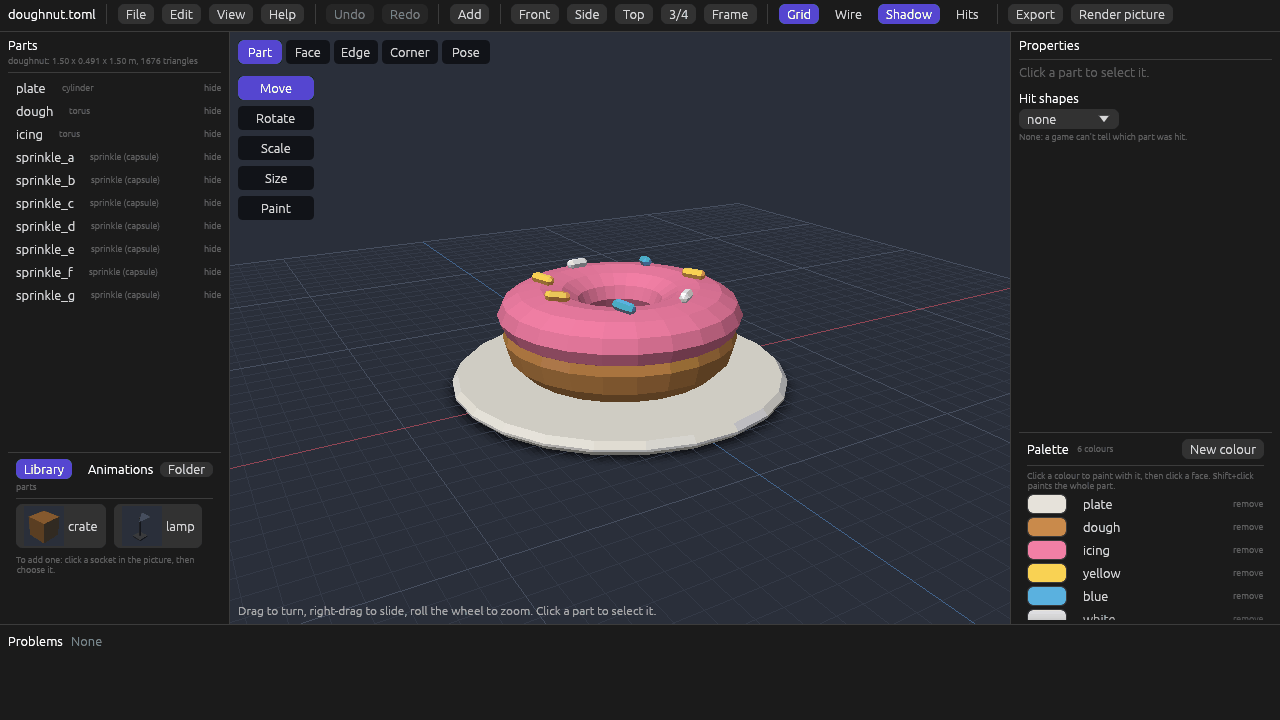 doughnut.toml File Edit View Help Undo Redo Add Front Side Top 3/4 Frame Grid Wire Shadow Hits Export Render picture
Parts
doughnut: 1.50 x 0.491 x 1.50 m, 1676 triangles
plate cylinder hide
dough torus hide
icing torus hide
sprinkle_a sprinkle (capsule) hide
sprinkle_b sprinkle (capsule) hide
sprinkle_c sprinkle (capsule) hide
sprinkle_d sprinkle (capsule) hide
sprinkle_e sprinkle (capsule) hide
sprinkle_f sprinkle (capsule) hide
sprinkle_g sprinkle (capsule) hide
Library Animations Folder
parts
crate lamp
To add one: click a socket in the picture, then
choose it.
Part Face Edge Corner Pose
Move
Rotate
Scale
Size
Paint
Drag to turn, right-drag to slide, roll the wheel to zoom. Click a part to select it.
Properties
Click a part to select it.
Hit shapes
none
None: a game can't tell which part was hit.
Palette 6 colours New colour
Click a colour to paint with it, then click a face. Shift+click
paints the whole part.
plate remove
dough remove
icing remove
yellow remove
blue remove
white remove
Problems None